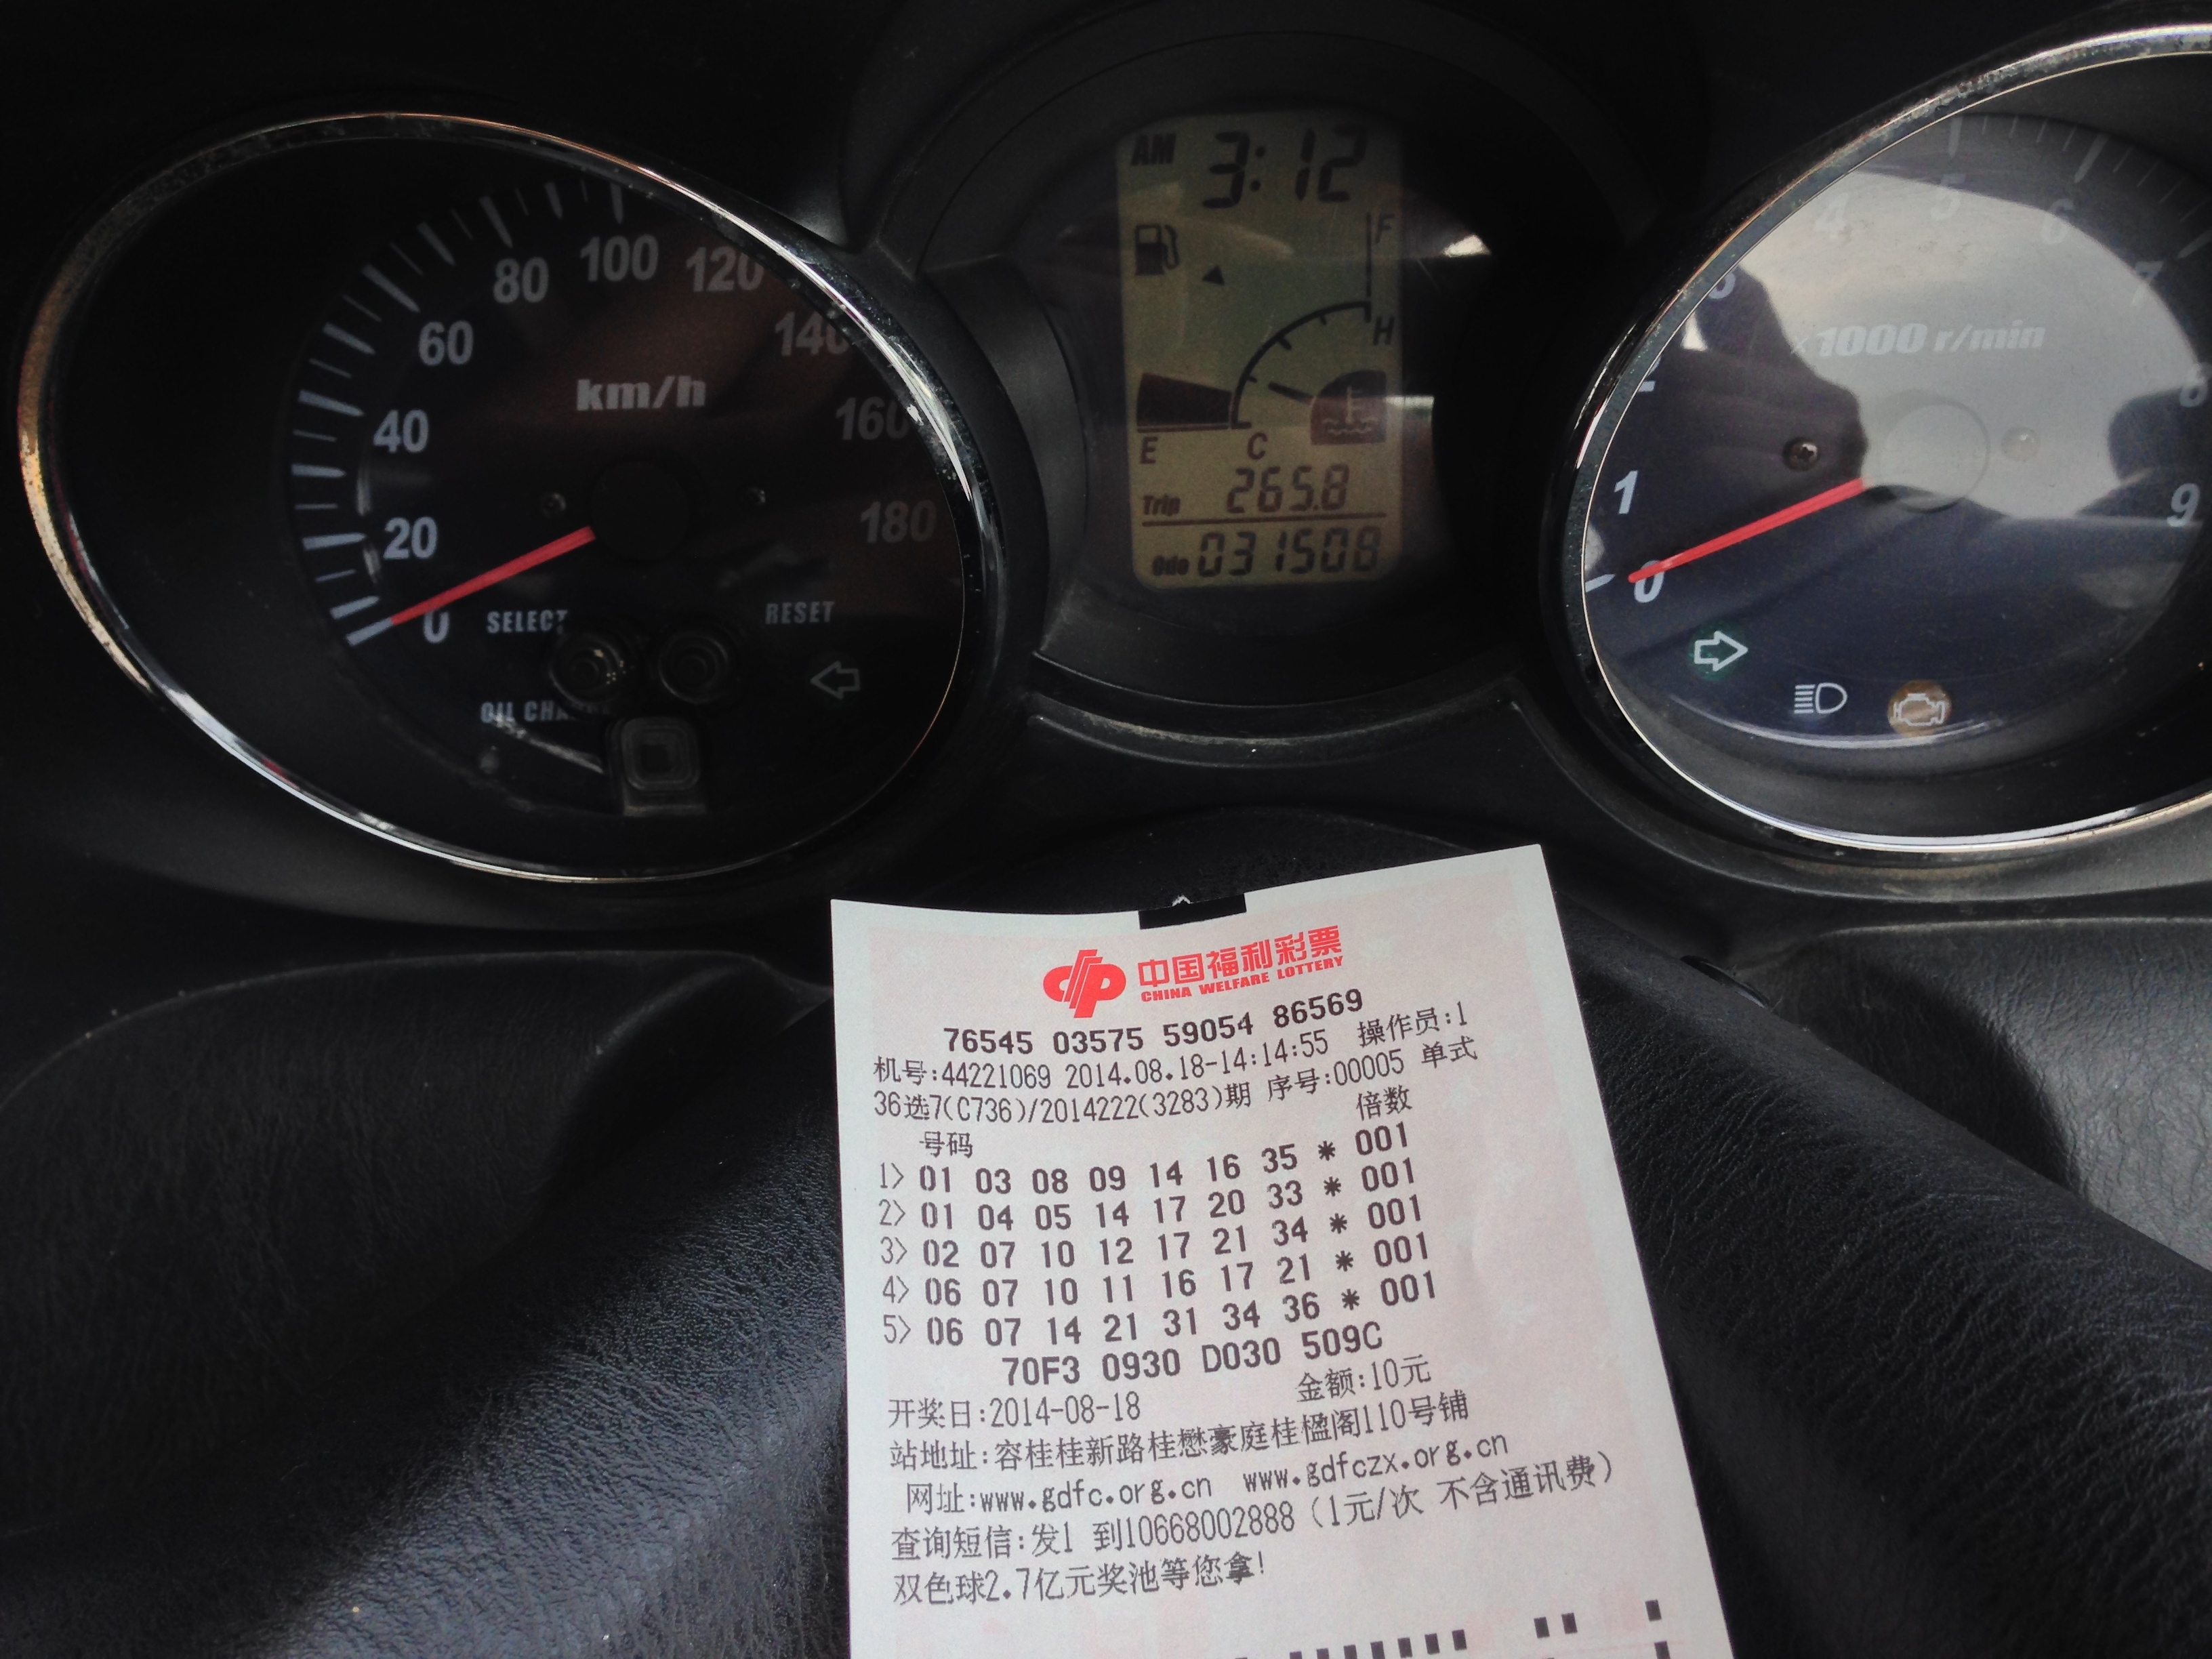 80 100 120
60 140
km/h
40 160
20 180
0 SELECT RESET
AM 3:12
F
H
E C
Trip 265.8
Odo 031508
4 5 6
3 7
×1000 r/min
2 8
1 9
0
中国福利彩票
CHINA WELFARE LOTTERY
76545 03575 59054 86569
机号:44221069 2014.08.18-14:14:55 操作员:1
36选7(C736)/2014222(3283)期 序号:00005 单式
号码 倍数
1> 01 03 08 09 14 16 35 * 001
2> 01 04 05 14 17 20 33 * 001
3> 02 07 10 12 17 21 34 * 001
4> 06 07 10 11 16 17 21 * 001
5> 06 07 14 21 31 34 36 * 001
70F3 0930 D030 509C
开奖日:2014-08-18 金额:10元
站地址:容桂桂新路桂懋豪庭桂楹阁110号铺
网址:www.gdfc.org.cn www.gdfczx.org.cn
查询短信:发1 到10668002888(1元/次 不含通讯费)
双色球2.7亿元奖池等您拿!